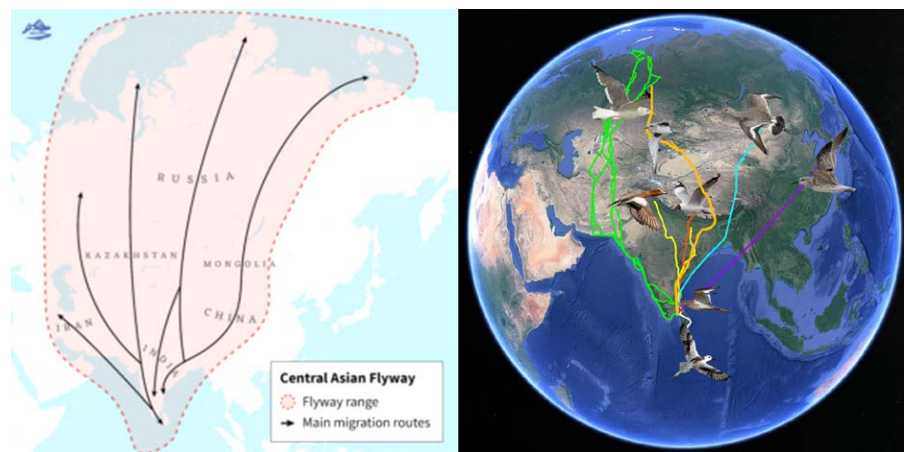 RUSSIA
KAZAKHSTAN
MONGOLIA
CHINA
IRAN
INDIA
Central Asian Flyway
Flyway range
Main migration routes